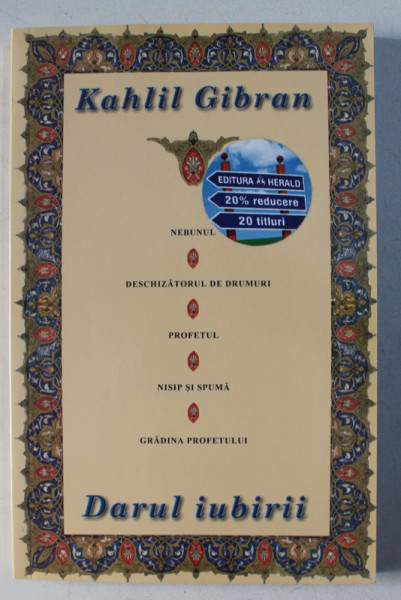 Kahlil Gibran
EDITURA HERALD
20% reducere
20 titluri
NEBUNUL
DESCHIZĂTORUL DE DRUMURI
PROFETUL
NISIP ȘI SPUMĂ
GRĂDINA PROFETULUI
Darul iubirii